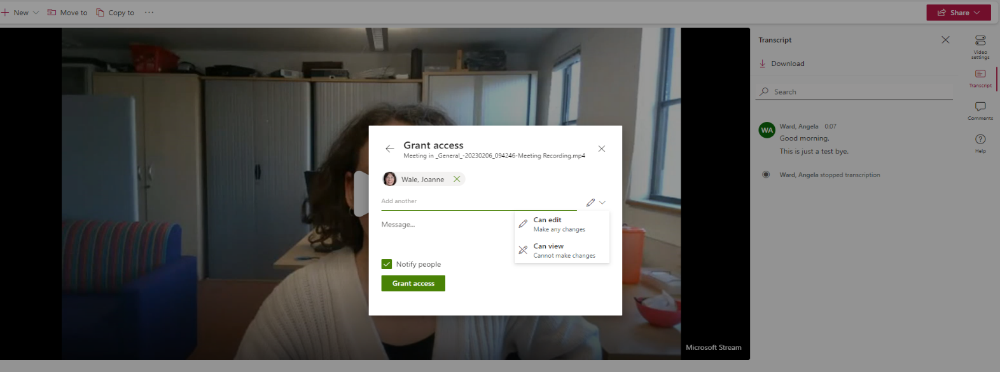 New
Move to
Copy to
Share
Transcript
Download
Search
WA
Ward, Angela 0:07
Good morning.
This is just a test bye.
Ward, Angela stopped transcription
Video settings
Transcript
Comments
Help
Grant access
Meeting in _General_-20230206_094246-Meeting Recording.mp4
Wale, Joanne
Add another
Message...
Can edit
Make any changes
Can view
Cannot make changes
Notify people
Grant access
Microsoft Stream